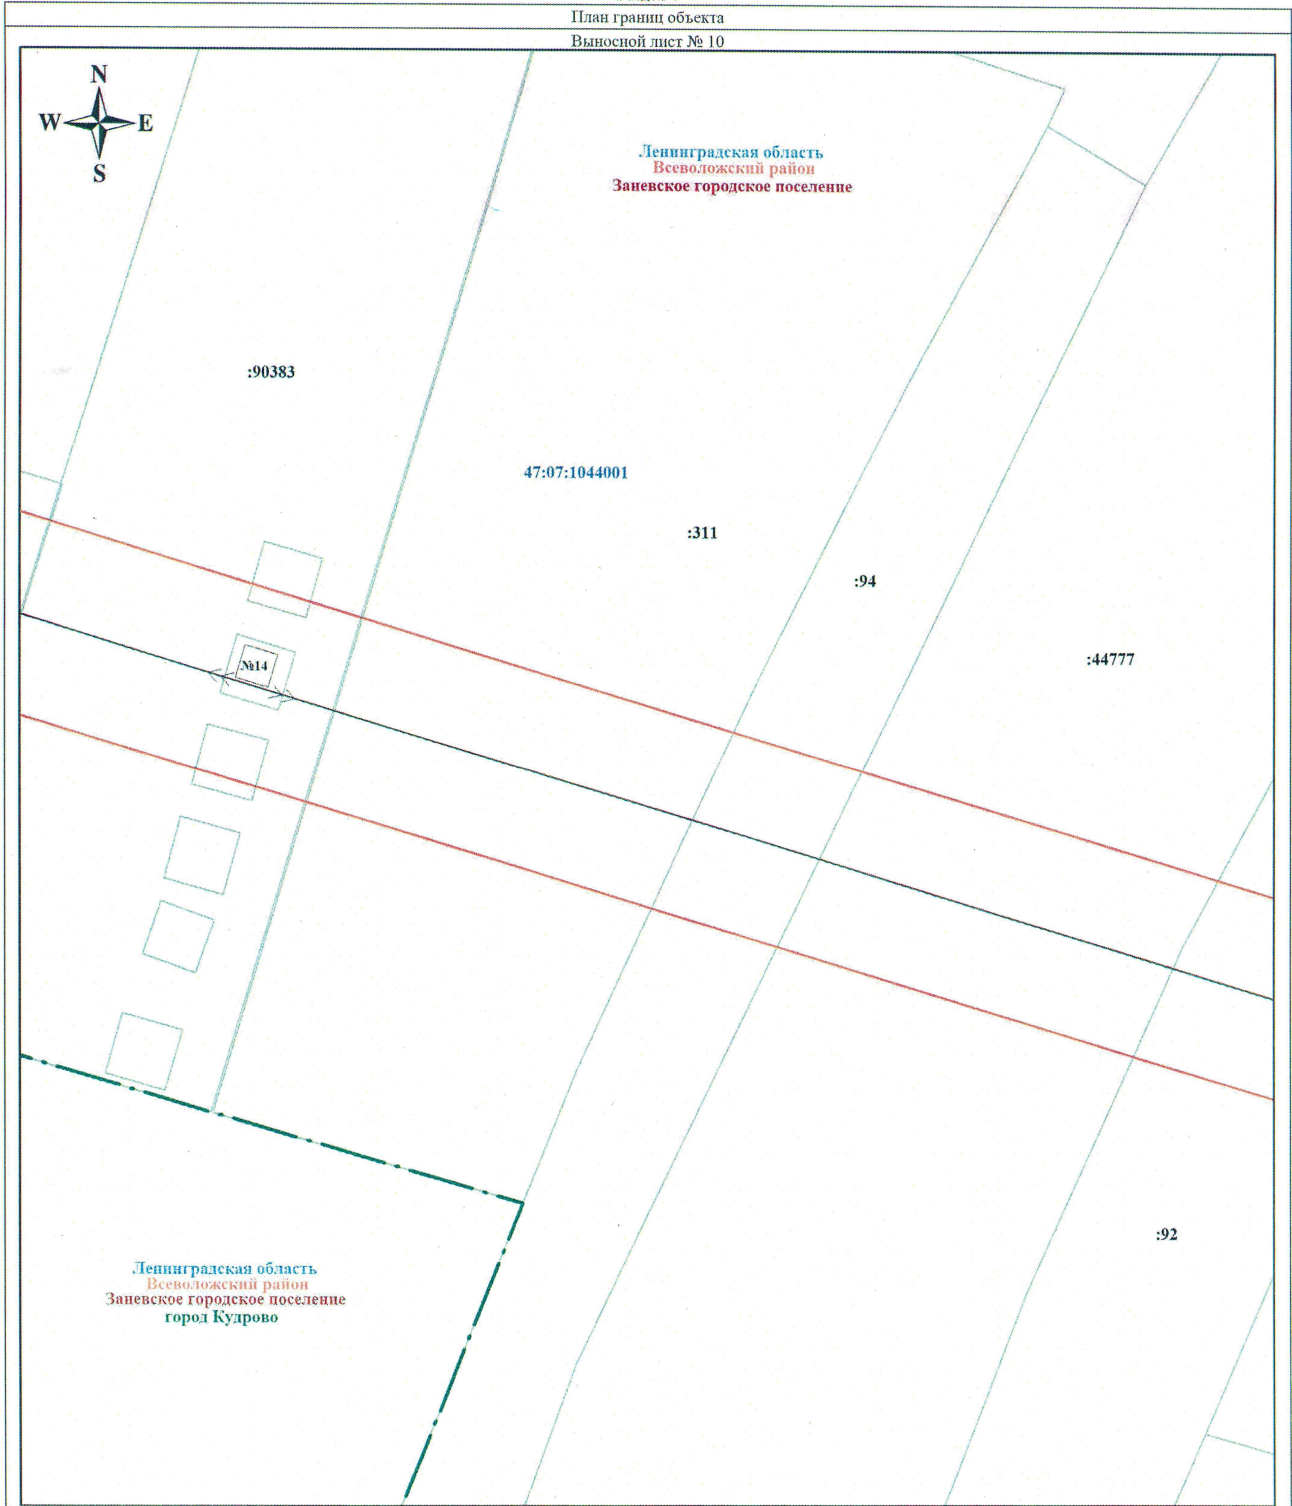 План границ объекта
Выносной лист № 10
N
W E
S
Ленинградская область
Всеволожский район
Заневское городское поселение
:90383
47:07:1044001
:311
:94
:44777
№14
:92
Ленинградская область
Всеволожский район
Заневское городское поселение
город Кудрово